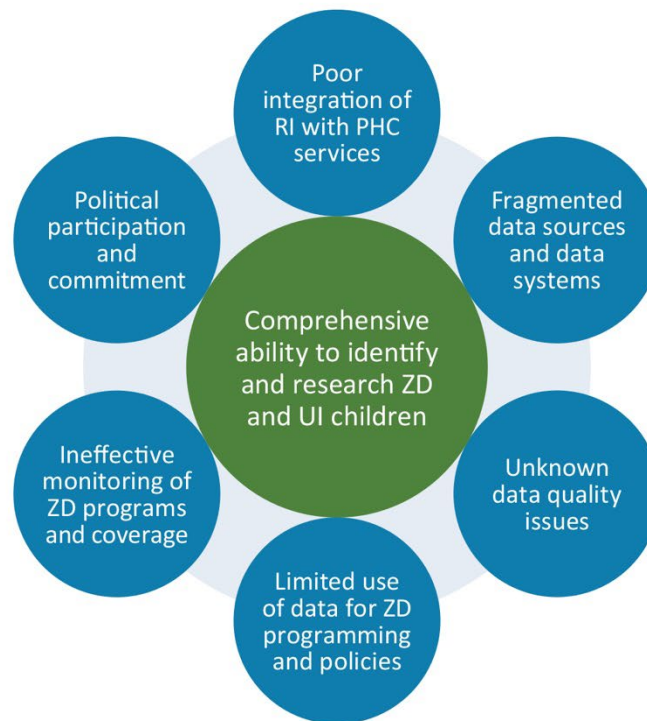 Poor
integration of
RI with PHC
services
Fragmented
data sources
and data
systems
Unknown
data quality
issues
Limited use
of data for ZD
programming
and policies
Ineffective
monitoring of
ZD programs
and coverage
Political
participation
and
commitment
Comprehensive
ability to identify
and research ZD
and UI children